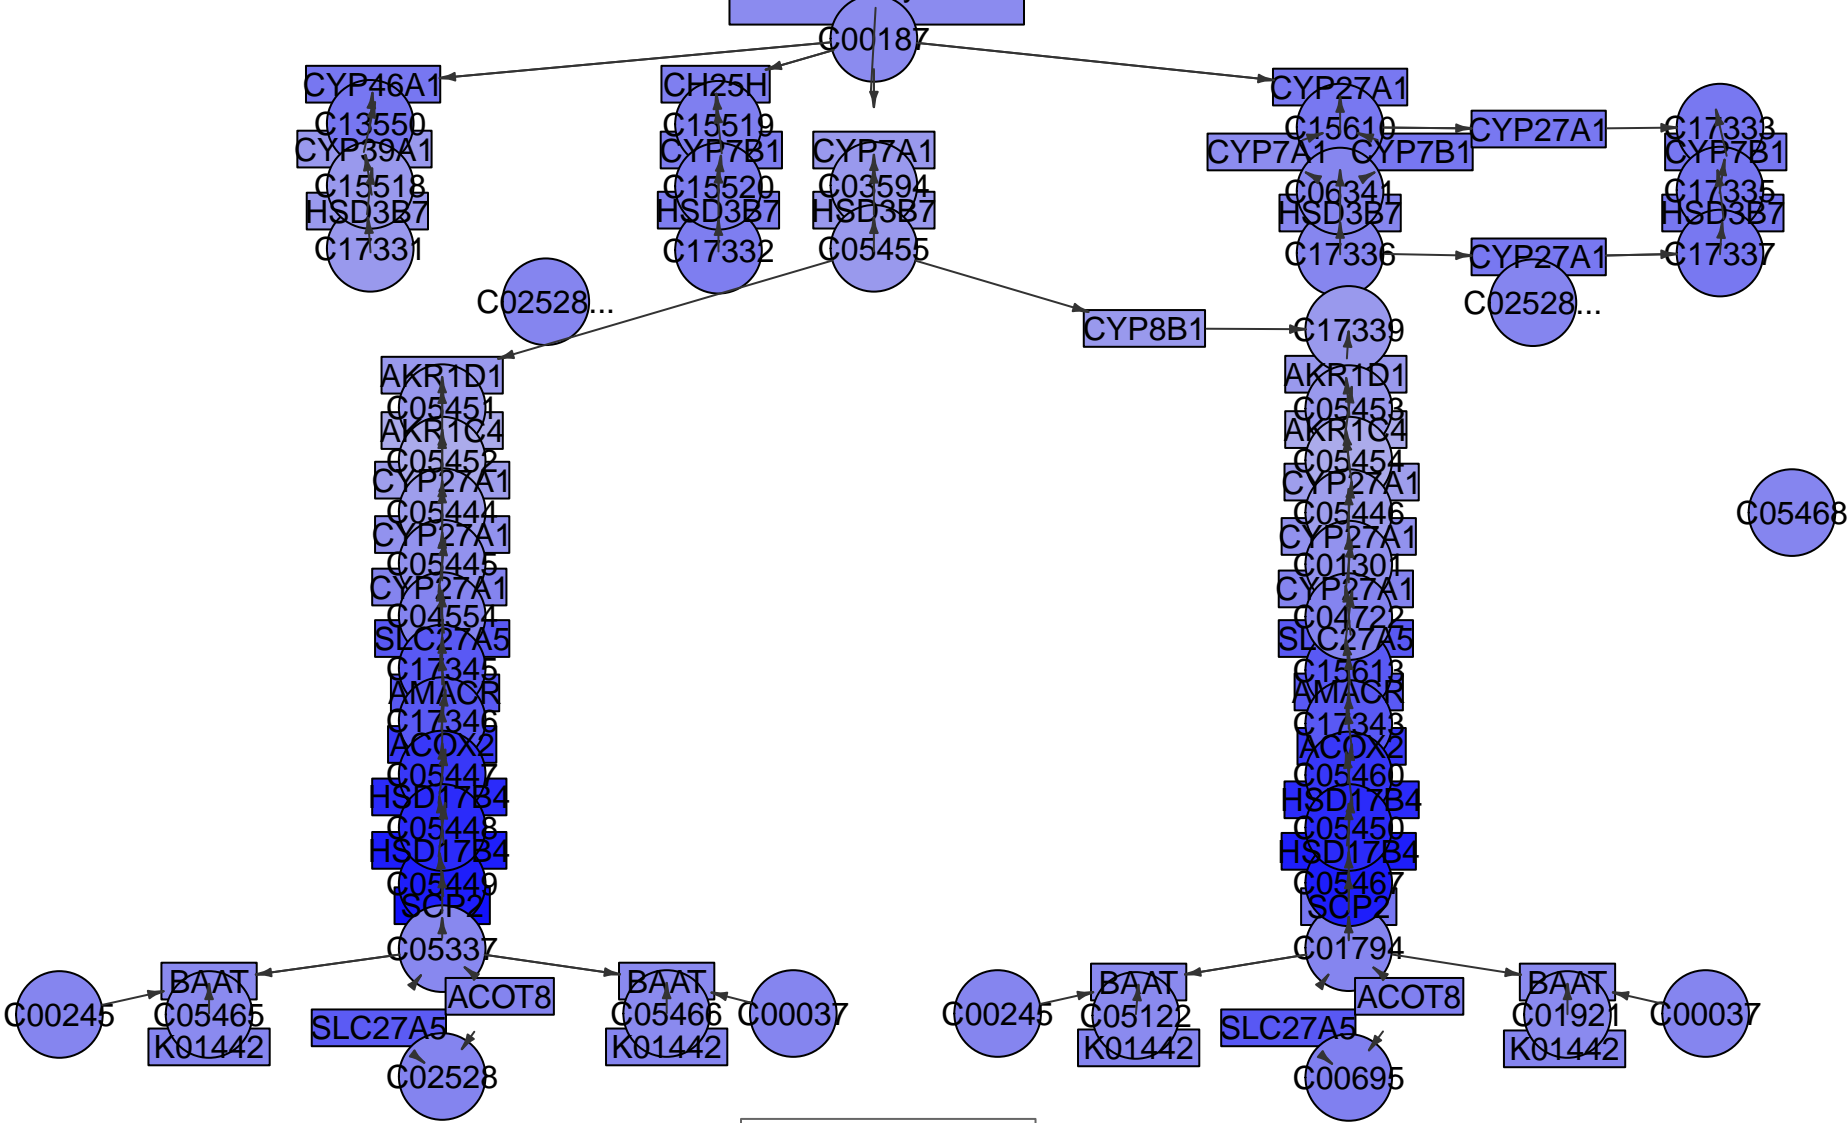 C00187
CYP46A1
CH25H
CYP27A1
C13550
C15519
C15610
CYP27A1
C17333
CYP39A1
CYP7B1
CYP7A1
CYP7A1
CYP7B1
CYP7B1
C15518
C15520
C03594
C06341
C17335
HSD3B7
HSD3B7
HSD3B7
HSD3B7
HSD3B7
C17331
C17332
C05455
C17336
CYP27A1
C17337
C02528...
C02528...
CYP8B1
C17339
AKR1D1
AKR1D1
C05451
C05453
AKR1C4
AKR1C4
C05452
C05454
CYP27A1
CYP27A1
C05444
C05446
C05468
CYP27A1
CYP27A1
C05445
C01301
CYP27A1
CYP27A1
C04554
C04722
SLC27A5
SLC27A5
C17345
C15613
AMACR
AMACR
C17346
C17343
ACOX2
ACOX2
C05447
C05460
HSD17B4
HSD17B4
C05448
C05450
HSD17B4
HSD17B4
C05449
C05467
SCP2
SCP2
C05337
C01794
BAAT
BAAT
BAAT
BAAT
ACOT8
ACOT8
C00245
C05465
C05466
C00037
C00245
C05122
C01921
C00037
SLC27A5
SLC27A5
K01442
K01442
K01442
K01442
C02528
C00695